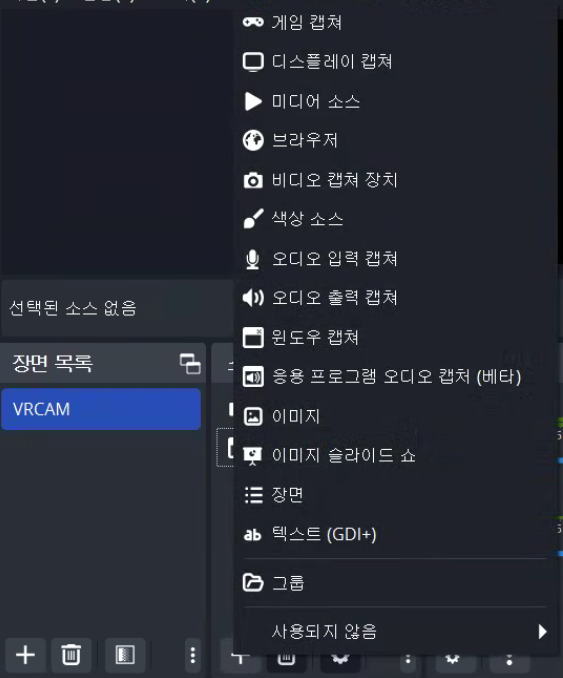 게임 캡쳐
디스플레이 캡쳐
미디어 소스
브라우저
비디오 캡쳐 장치
색상 소스
오디오 입력 캡쳐
오디오 출력 캡쳐
선택된 소스 없음
윈도우 캡쳐
장면 목록
응용 프로그램 오디오 캡처 (베타)
VRCAM
이미지
이미지 슬라이드 쇼
장면
ab 텍스트 (GDI+)
그룹
사용되지 않음